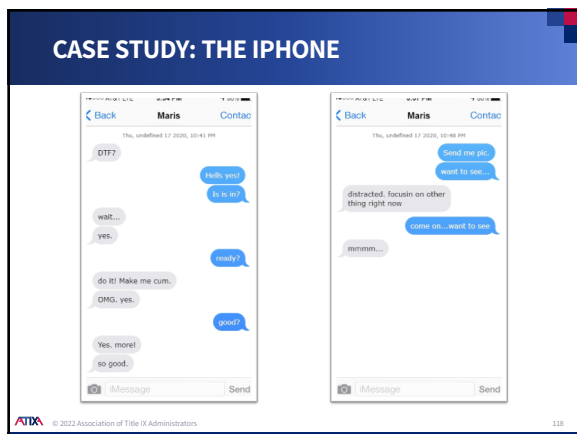 CASE STUDY: THE IPHONE
Back Maris Contac
Thu, undefined 17 2020, 10:41 PM
DTF?
Hells yes!
Is is in?
wait...
yes.
ready?
do it! Make me cum.
OMG. yes.
good?
Yes. more!
so good.
iMessage Send
Back Maris Contac
Thu, undefined 17 2020, 10:48 PM
Send me pic.
want to see...
distracted. focusin on other
thing right now
come on...want to see
mmmm...
iMessage Send
ATIXA © 2022 Association of Title IX Administrators 118